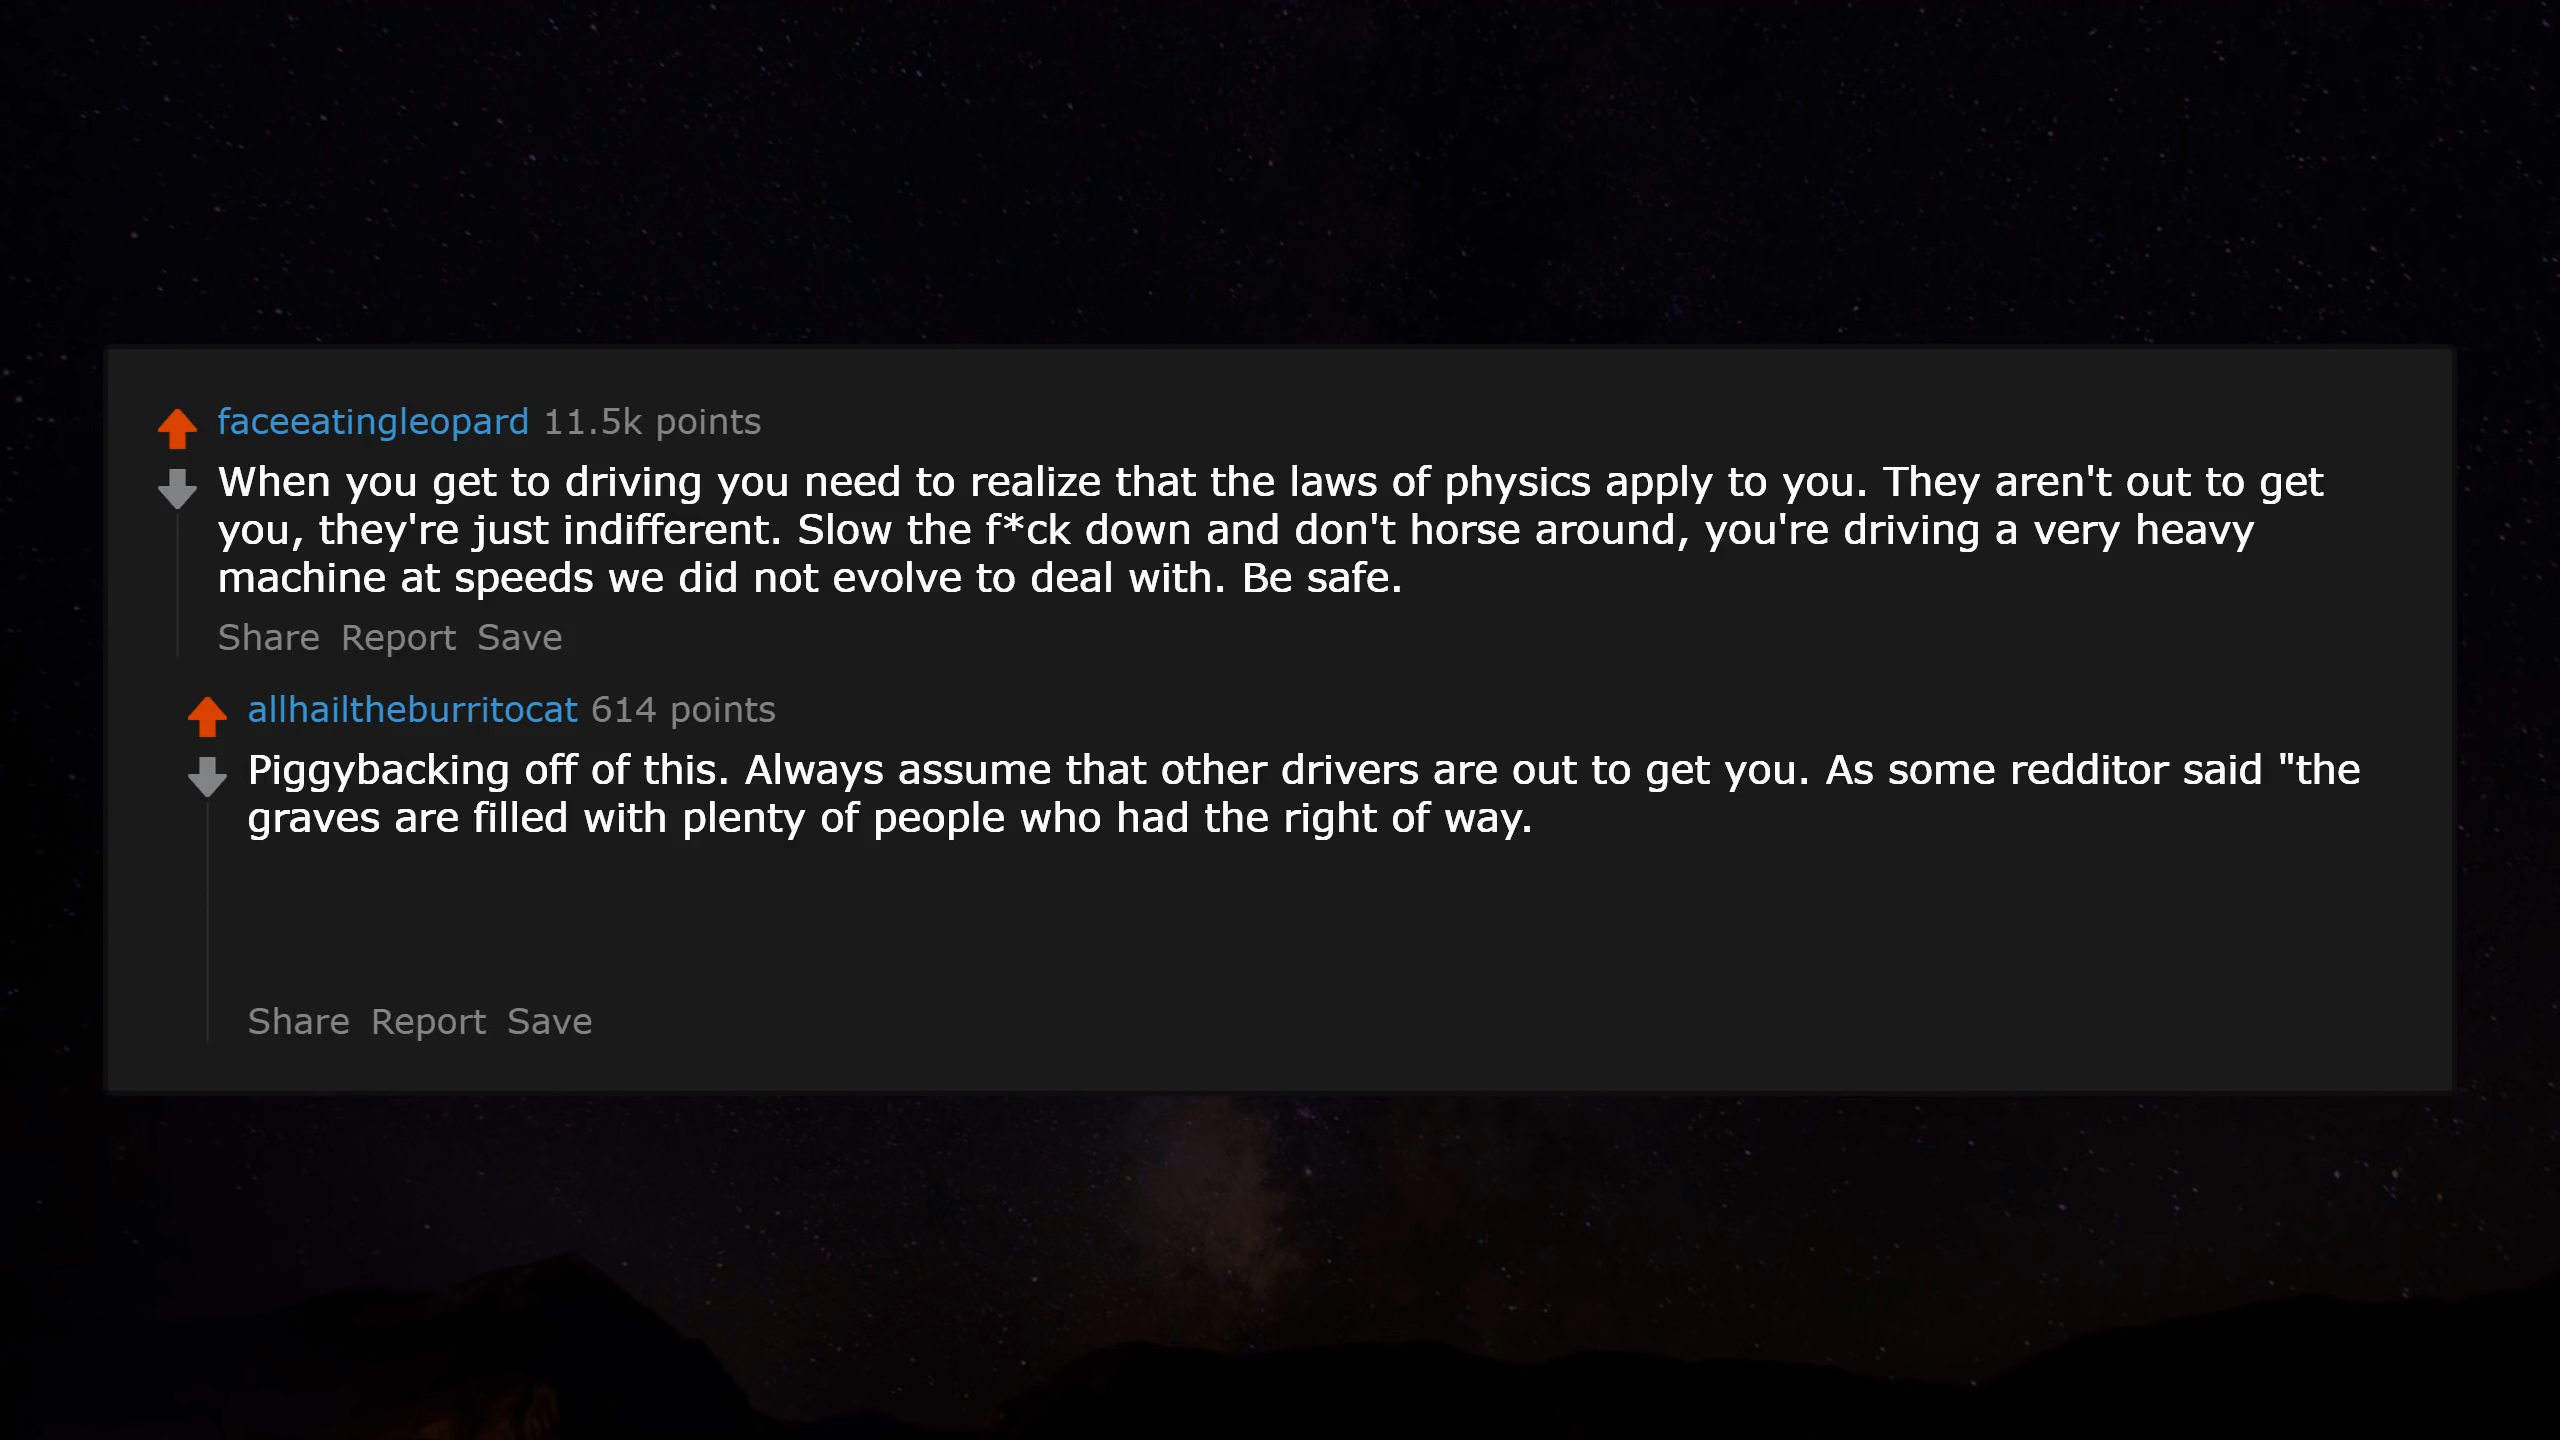 faceeatingleopard 11.5k points
When you get to driving you need to realize that the laws of physics apply to you. They aren't out to get
you, they're just indifferent. Slow the f*ck down and don't horse around, you're driving a very heavy
machine at speeds we did not evolve to deal with. Be safe.
Share Report Save
allhailtheburritocat 614 points
Piggybacking off of this. Always assume that other drivers are out to get you. As some redditor said "the
graves are filled with plenty of people who had the right of way.
Share Report Save